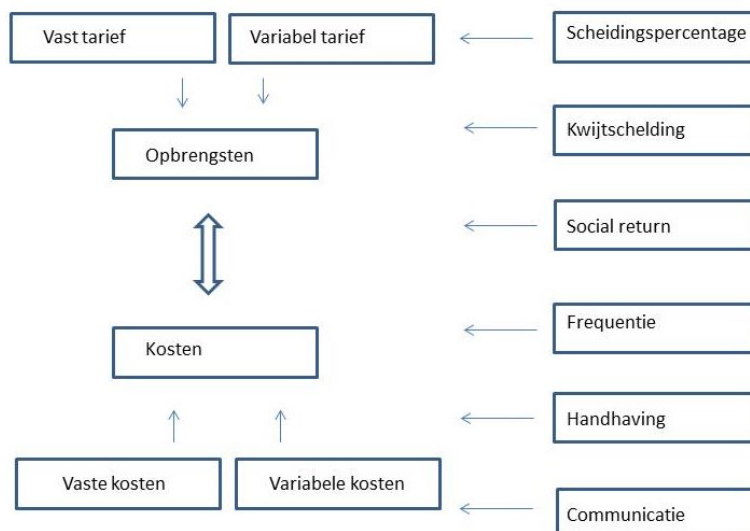 Vast tarief
Variabel tarief
Scheidingspercentage
Opbrengsten
Kwijtschelding
Social return
Kosten
Frequentie
Handhaving
Vaste kosten
Variabele kosten
Communicatie